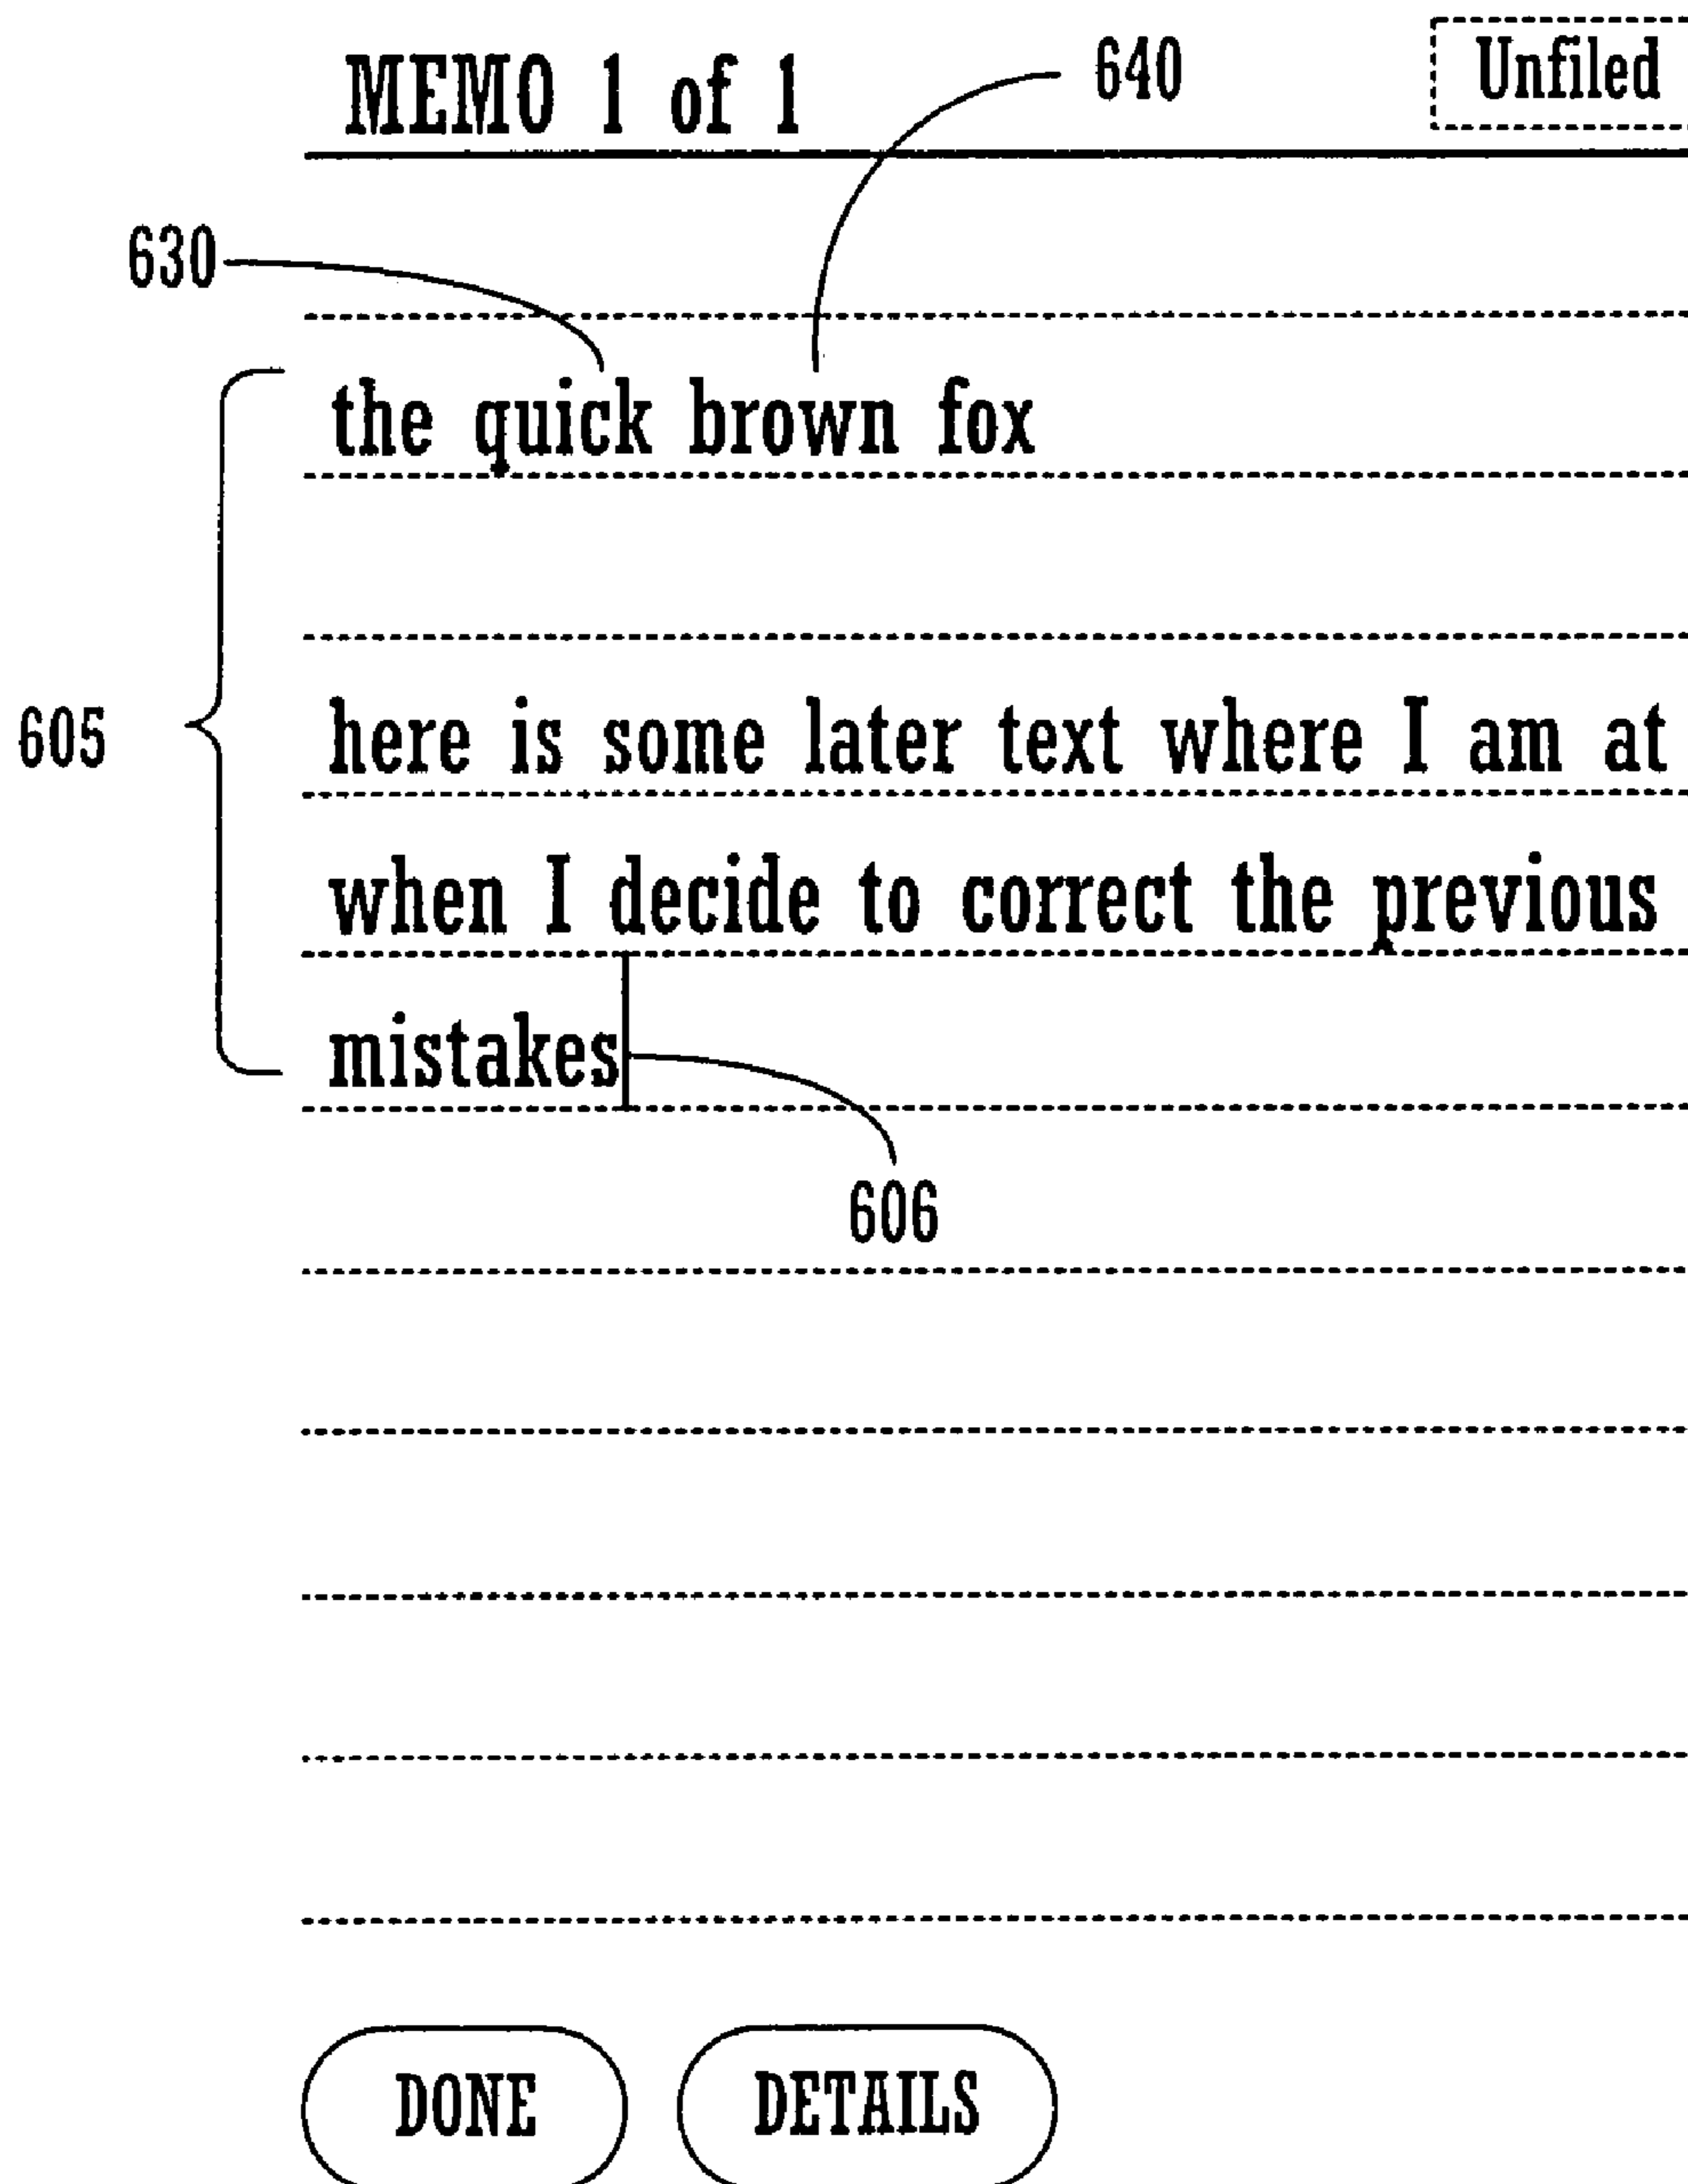 MEMO 1 of 1 640 Unfiled
630
the quick brown fox
605 here is some later text where I am at
when I decide to correct the previous
mistakes
606
DONE DETAILS